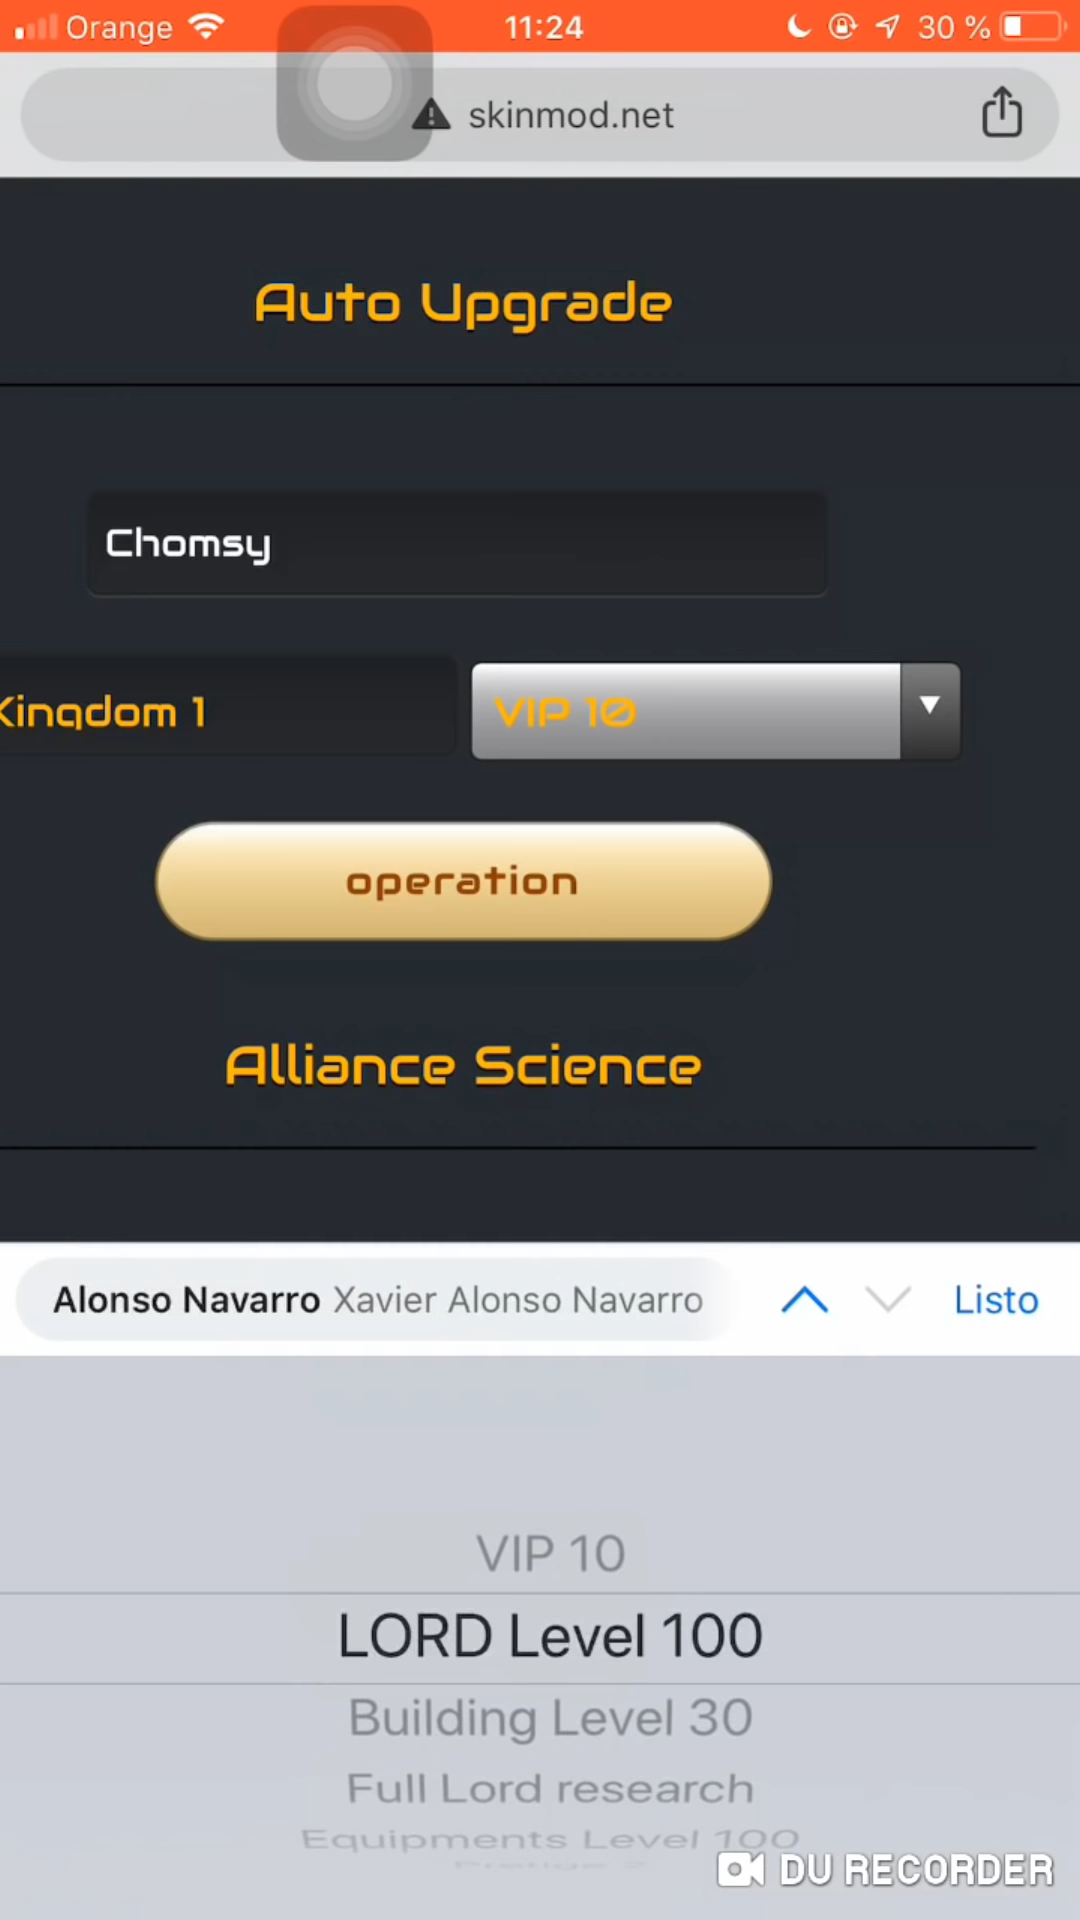 Orange 11:24 30 %
skinmod.net
Auto Upgrade
Chomsy
Kingdom 1 VIP 10
operation
Alliance Science
Alonso Navarro Xavier Alonso Navarro Listo
VIP 10
LORD Level 100
Building Level 30
Full Lord research
Equipments Level 100
DU RECORDER